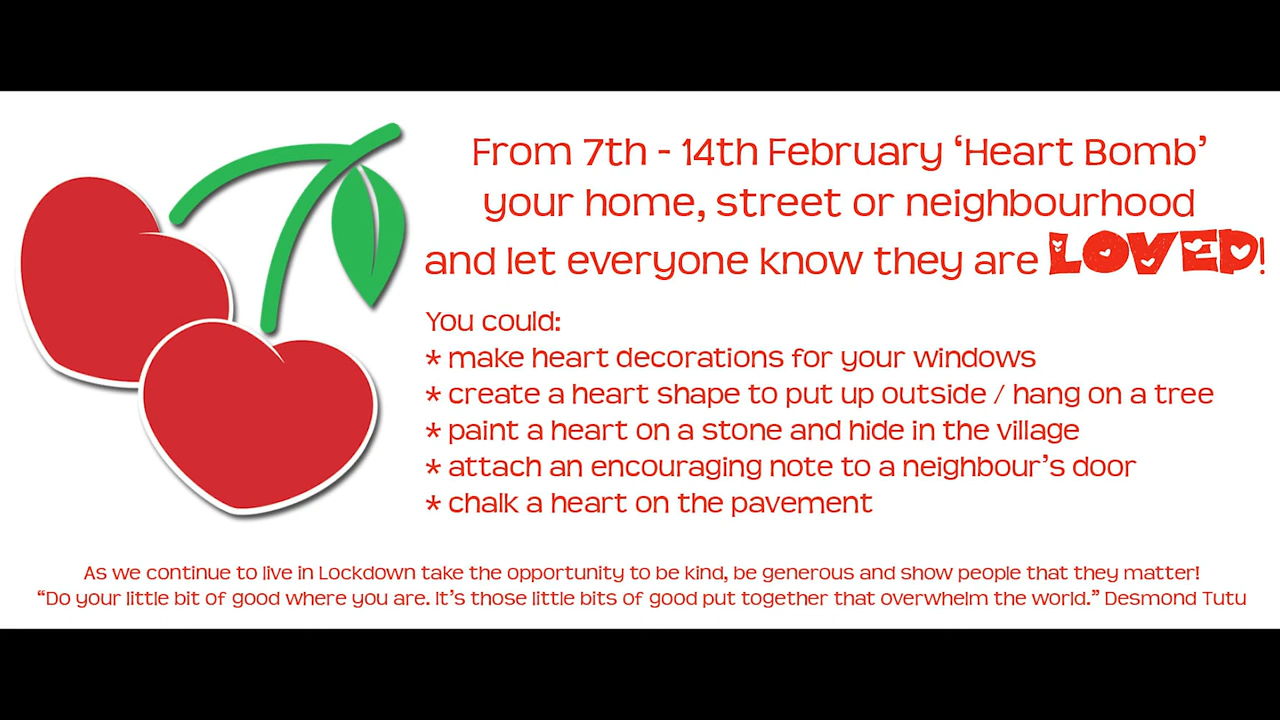 From 7th - 14th February ‘Heart Bomb’
your home, street or neighbourhood
and let everyone know they are LOVED!
You could:
* make heart decorations for your windows
* create a heart shape to put up outside / hang on a tree
* paint a heart on a stone and hide in the village
* attach an encouraging note to a neighbour’s door
* chalk a heart on the pavement
As we continue to live in Lockdown take the opportunity to be kind, be generous and show people that they matter!
“Do your little bit of good where you are. It’s those little bits of good put together that overwhelm the world.” Desmond Tutu